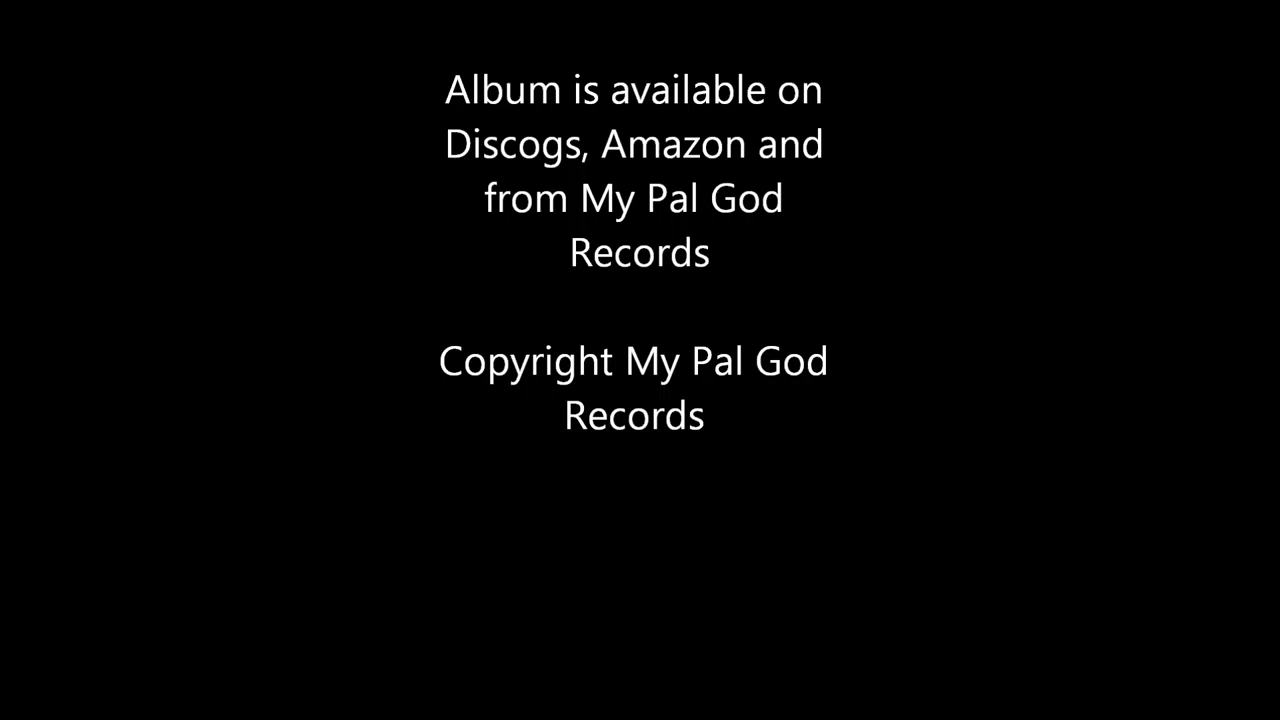 Album is available on
Discogs, Amazon and
from My Pal God
Records
Copyright My Pal God
Records